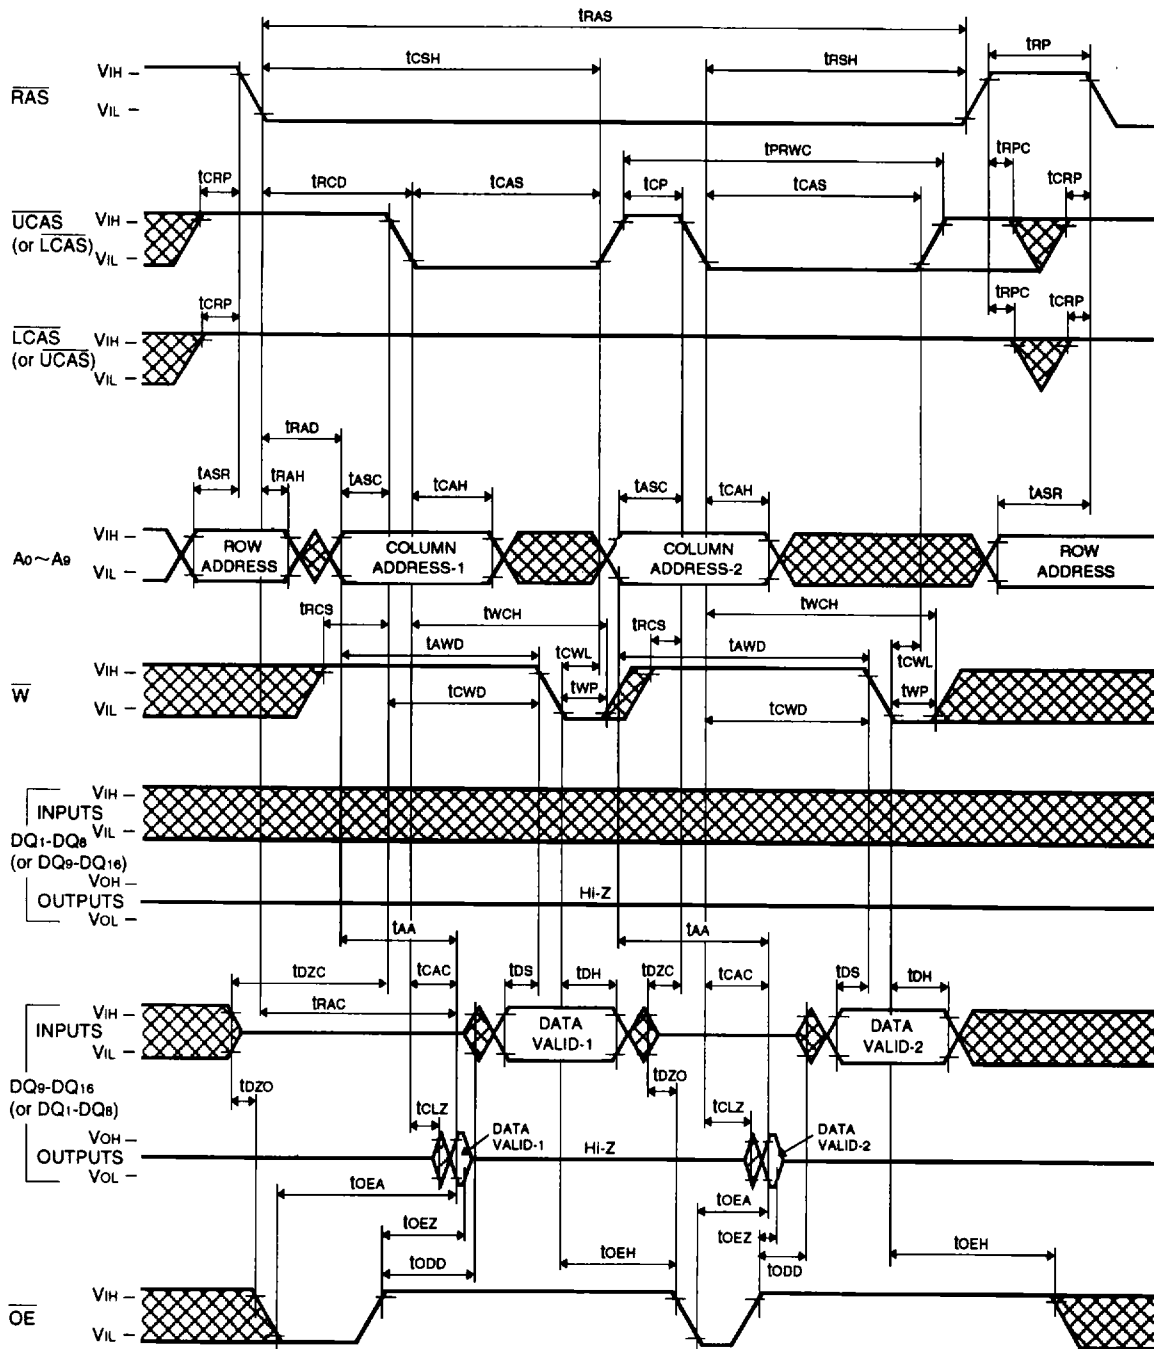 tRAS
tCSH
tRSH
tRP
RAS
VIH
VIL
tPRWC
tRPC
tCRP
tRCD
tCAS
tCP
tCAS
tCRP
UCAS
(or LCAS)
VIH
VIL
tCRP
tRPC
tCRP
LCAS
(or UCAS)
VIH
VIL
tRAD
tASR
tRAH
tASC
tCAH
tASC
tCAH
tASR
A0~A9
VIH
VIL
ROW
ADDRESS
COLUMN
ADDRESS-1
COLUMN
ADDRESS-2
ROW
ADDRESS
tRCS
tWCH
tRCS
tWCH
tAWD
tCWL
tAWD
tCWL
W
VIH
VIL
tCWD
tWP
tCWD
tWP
VIH
INPUTS
VIL
DQ1-DQ8
(or DQ9-DQ16)
VOH
OUTPUTS
VOL
Hi-Z
tAA
tAA
tDZC
tCAC
tDS
tDH
tDZC
tCAC
tDS
tDH
tRAC
VIH
INPUTS
VIL
DATA
VALID-1
DATA
VALID-2
DQ9-DQ16
(or DQ1-DQ8)
tDZO
tDZO
tCLZ
tCLZ
VOH
OUTPUTS
VOL
DATA
VALID-1
Hi-Z
DATA
VALID-2
tOEA
tOEA
tOEZ
tOEZ
tODD
tOEH
tODD
tOEH
OE
VIH
VIL